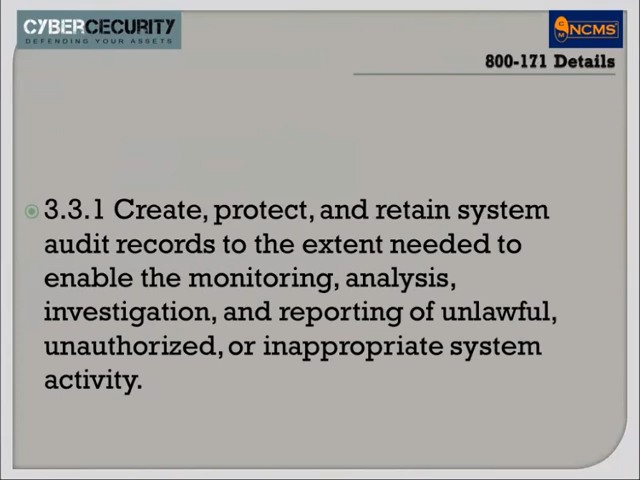 CYBERCECURITY
DEFENDING YOUR ASSETS
NCMS
800-171 Details
3.3.1 Create, protect, and retain system
audit records to the extent needed to
enable the monitoring, analysis,
investigation, and reporting of unlawful,
unauthorized, or inappropriate system
activity.